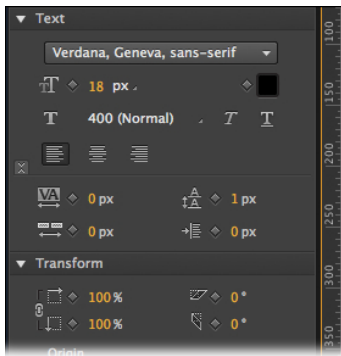 Text
Verdana, Geneva, sans-serif
18 px
400 (Normal)
0 px 1 px
0 px 0 px
Transform
100% 0°
100% 0°
Origin
100
150
200
250
300
350